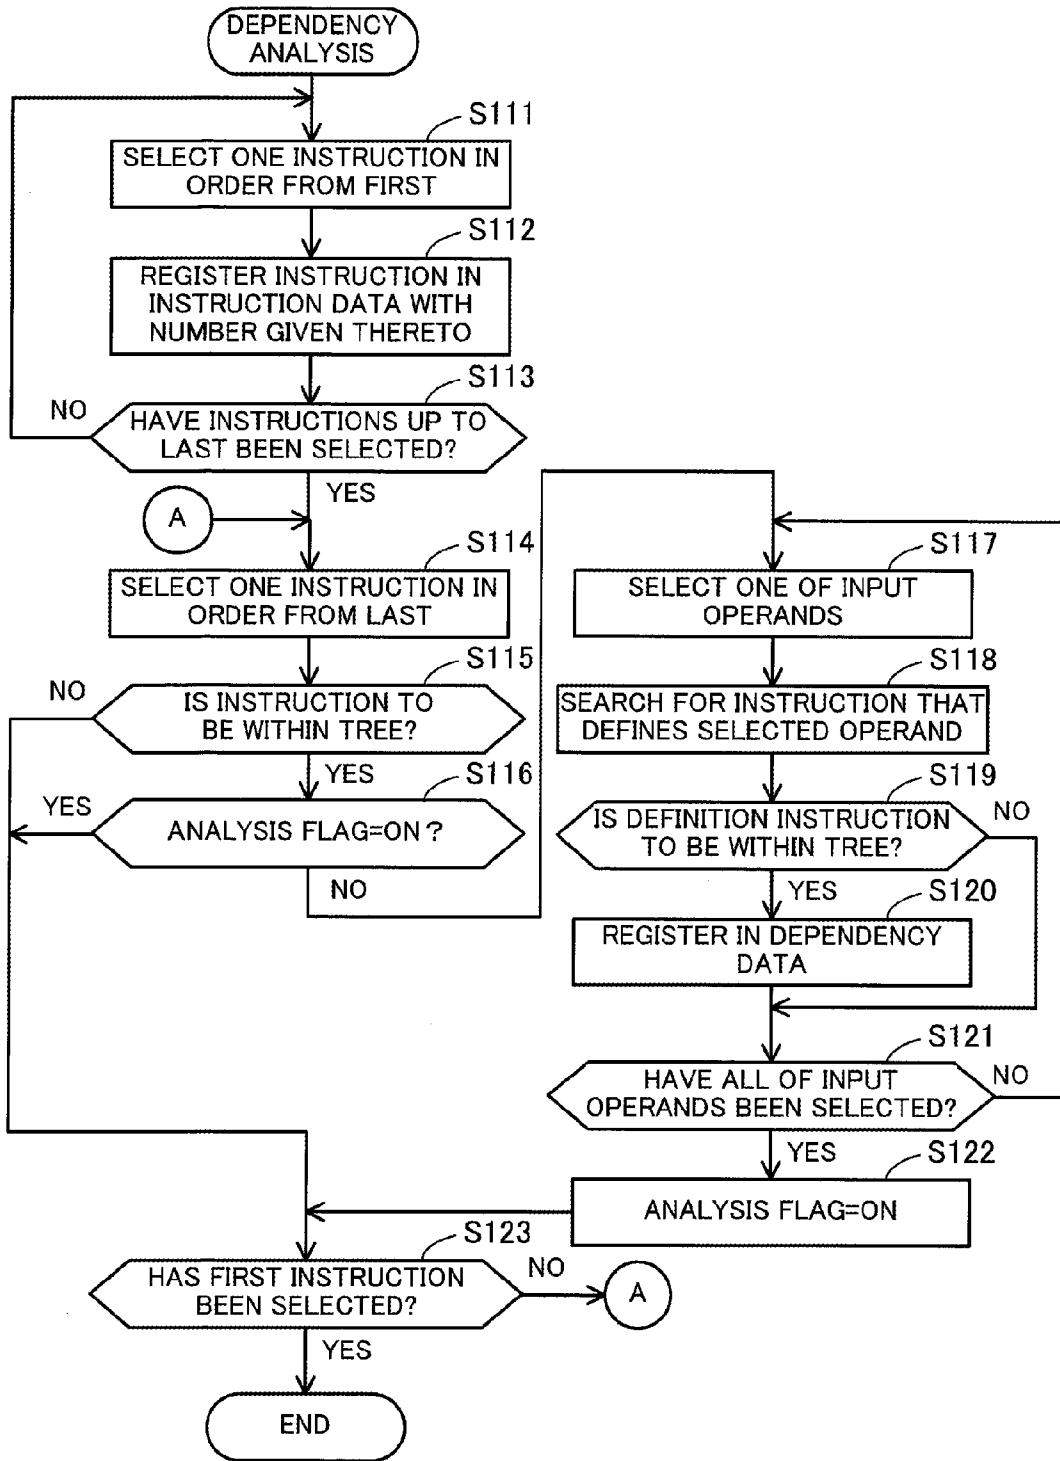 DEPENDENCY
ANALYSIS
S111
SELECT ONE INSTRUCTION IN
ORDER FROM FIRST
S112
REGISTER INSTRUCTION IN
INSTRUCTION DATA WITH
NUMBER GIVEN THERETO
S113
NO
HAVE INSTRUCTIONS UP TO
LAST BEEN SELECTED?
YES
A
S114
SELECT ONE INSTRUCTION IN
ORDER FROM LAST
S115
NO
IS INSTRUCTION TO
BE WITHIN TREE?
YES
S116
YES
ANALYSIS FLAG=ON?
NO
S117
SELECT ONE OF INPUT
OPERANDS
S118
SEARCH FOR INSTRUCTION THAT
DEFINES SELECTED OPERAND
S119
IS DEFINITION INSTRUCTION
TO BE WITHIN TREE?
NO
YES
S120
REGISTER IN DEPENDENCY
DATA
S121
HAVE ALL OF INPUT
OPERANDS BEEN SELECTED?
NO
YES
S122
ANALYSIS FLAG=ON
S123
HAS FIRST INSTRUCTION
BEEN SELECTED?
NO
A
YES
END